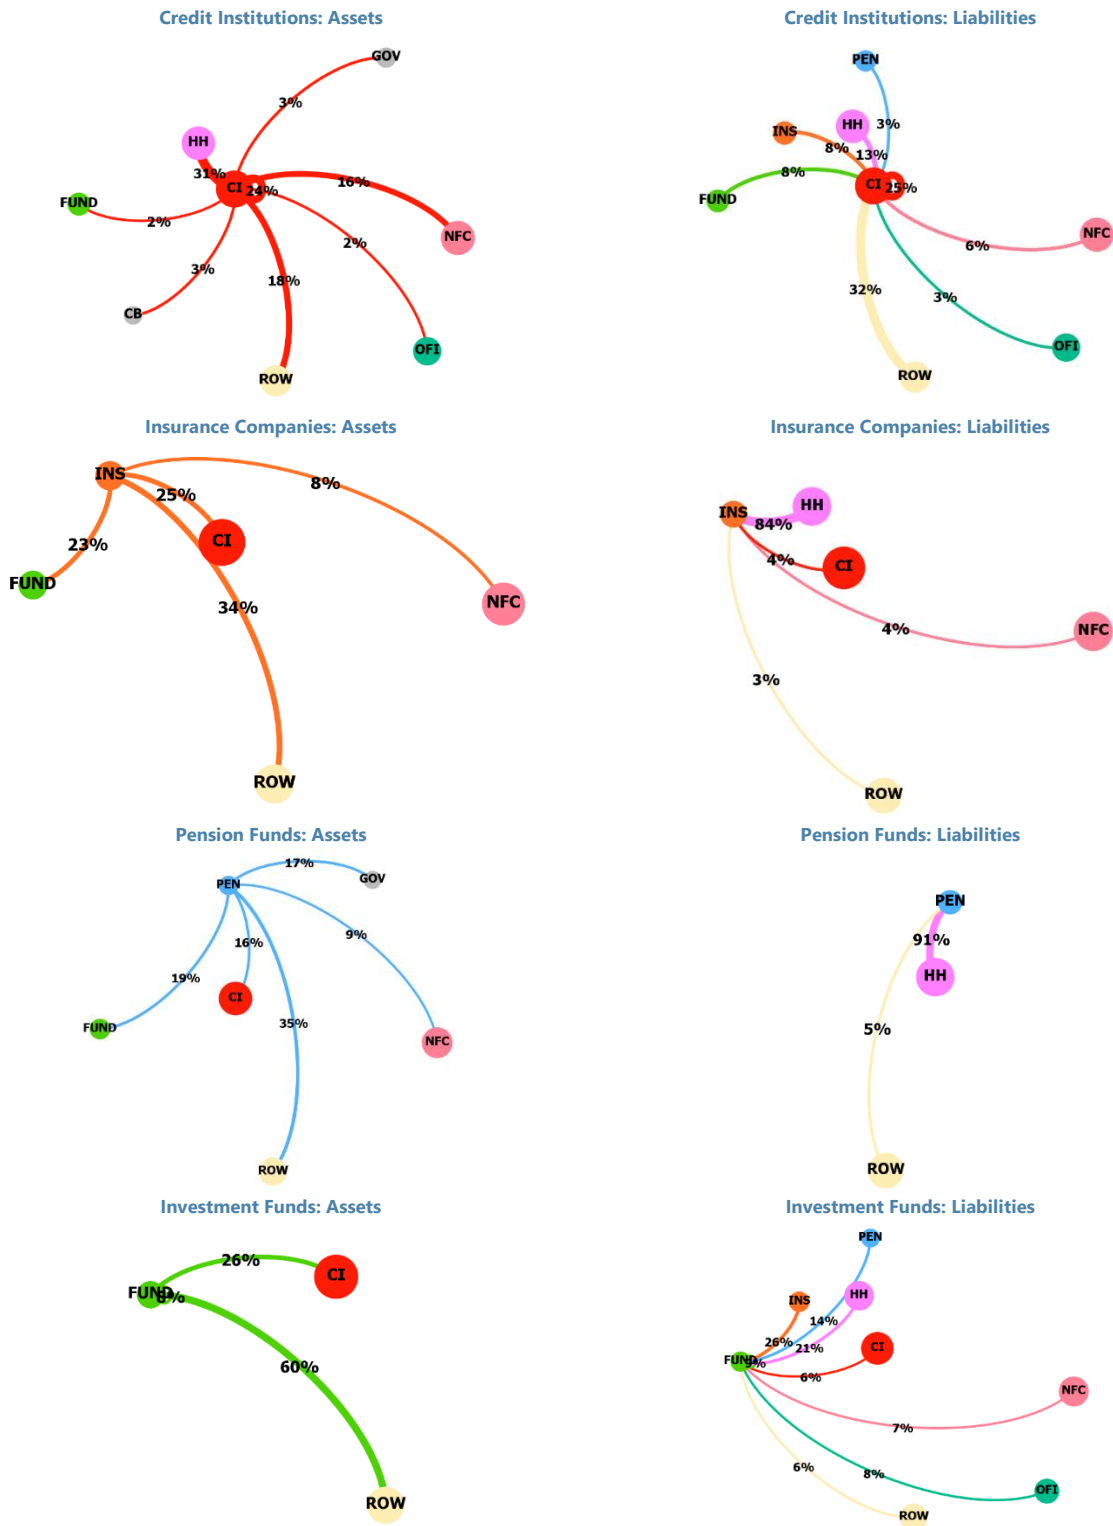 Credit Institutions: Assets
GOV
3%
HH
31%
CI
24%
16%
FUND
2%
NFC
2%
3%
18%
CB
OFI
ROW
Credit Institutions: Liabilities
PEN
HH
3%
INS
8%
13%
8%
CI
25%
FUND
NFC
6%
32%
3%
OFI
ROW
Insurance Companies: Assets
INS
8%
25%
CI
23%
FUND
34%
NFC
ROW
Insurance Companies: Liabilities
HH
INS
84%
4%
CI
4%
NFC
3%
ROW
Pension Funds: Assets
17%
GOV
PEN
9%
16%
19%
CI
35%
FUND
NFC
ROW
Pension Funds: Liabilities
PEN
91%
HH
5%
ROW
Investment Funds: Assets
26%
CI
FUND
8%
60%
ROW
Investment Funds: Liabilities
PEN
INS
HH
14%
26%
21%
CI
FUND
6%
NFC
7%
6%
8%
OFI
ROW